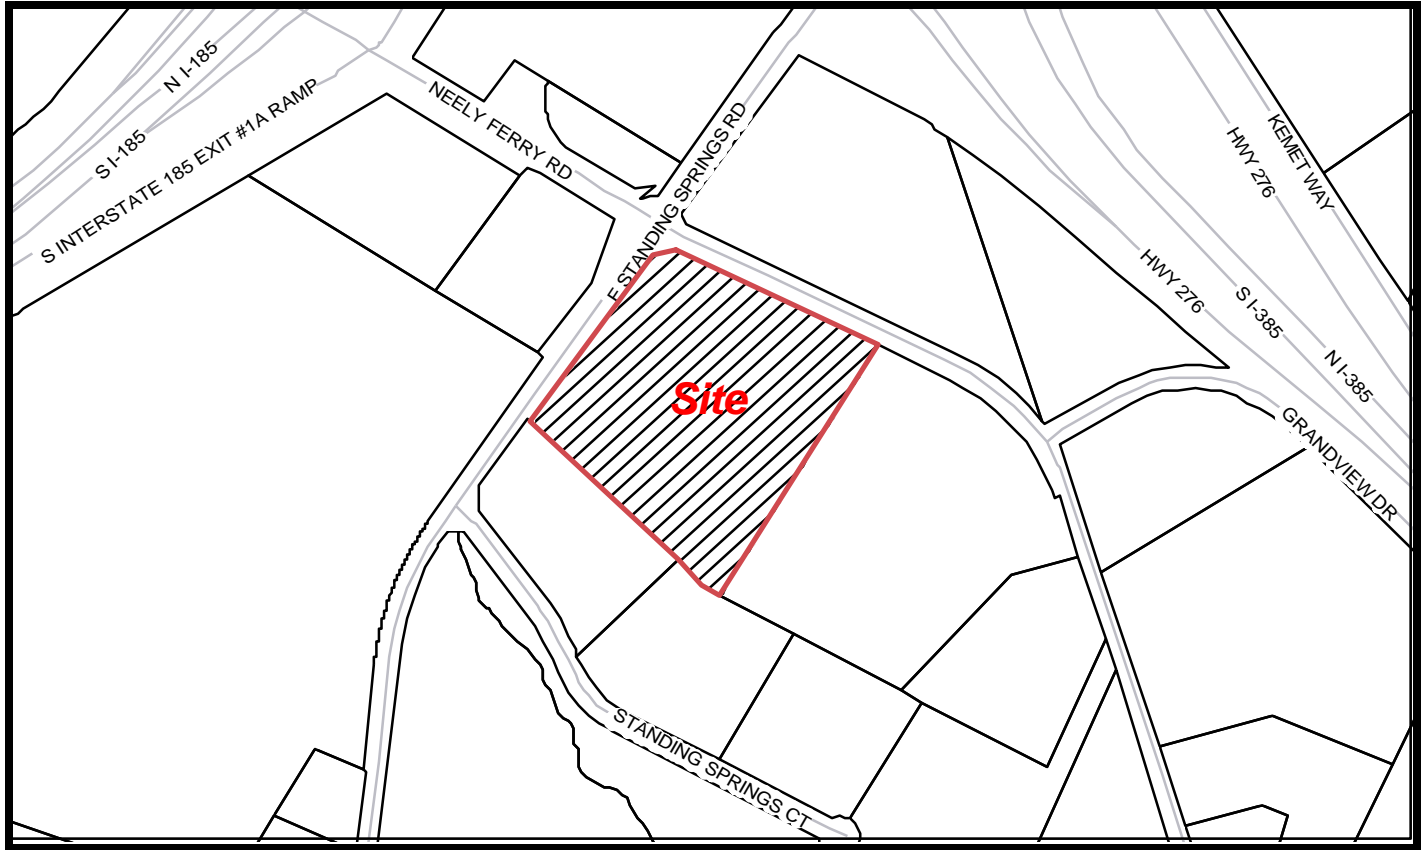 N I-185
S I-185
S INTERSTATE 185 EXIT #1A RAMP
NEELY FERRY RD
E STANDING SPRINGS RD
HWY 276
KEMET WAY
HWY 276
S I-385
N I-385
GRANDVIEW DR
Site
STANDING SPRINGS CT